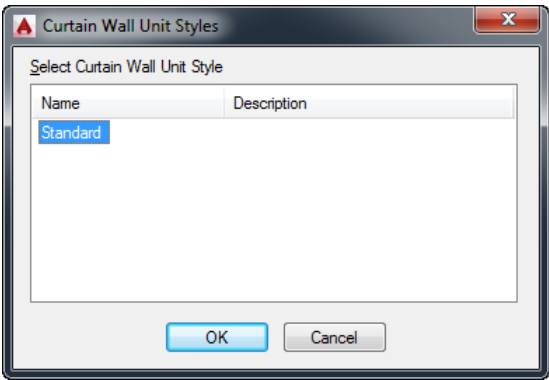 Curtain Wall Unit Styles
Select Curtain Wall Unit Style
Name Description
Standard
OK Cancel